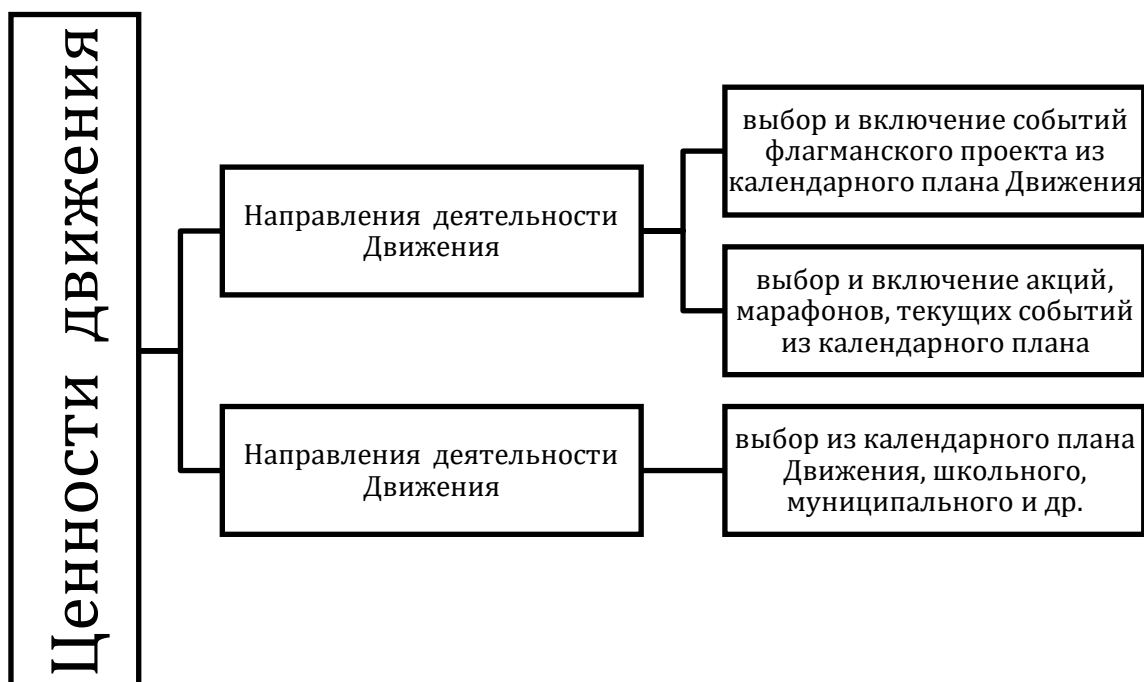 Ценности движения
Направления деятельности
Движения
выбор и включение событий
флагманского проекта из
календарного плана Движения
выбор и включение акций,
марафонов, текущих событий
из календарного плана
Направления деятельности
Движения
выбор из календарного плана
Движения, школьного,
муниципального и др.